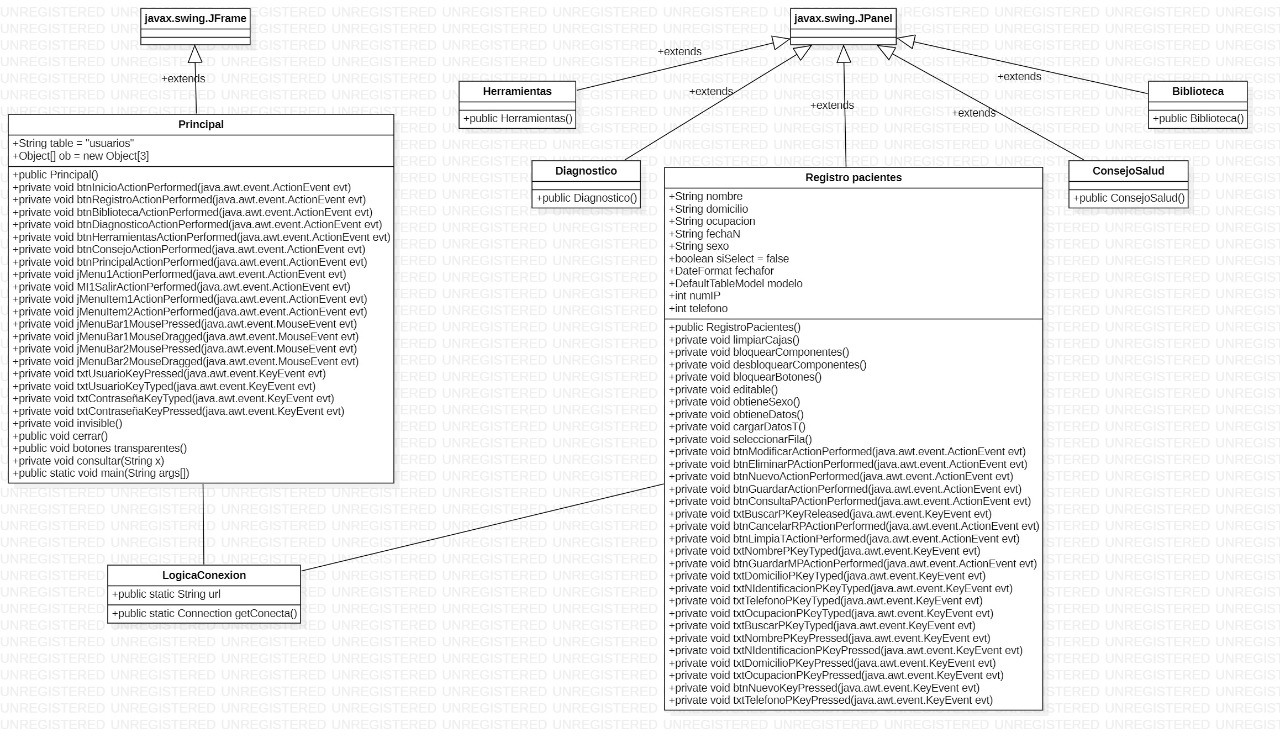 javax.swing.JFrame
+extends
Principal
+String table = "usuarios"
+Object[] ob = new Object[3]
+public Principal()
+private void btnInicioActionPerformed(java.awt.event.ActionEvent evt)
+private void btnRegistroActionPerformed(java.awt.event.ActionEvent evt)
+private void btnBibliotecaActionPerformed(java.awt.event.ActionEvent evt)
+private void btnDiagnosticoActionPerformed(java.awt.event.ActionEvent evt)
+private void btnHerramientasActionPerformed(java.awt.event.ActionEvent evt)
+private void btnConsejoActionPerformed(java.awt.event.ActionEvent evt)
+private void btnPrincipalActionPerformed(java.awt.event.ActionEvent evt)
+private void jMenu1ActionPerformed(java.awt.event.ActionEvent evt)
+private void MI1SalirActionPerformed(java.awt.event.ActionEvent evt)
+private void jMenuItem1ActionPerformed(java.awt.event.ActionEvent evt)
+private void jMenuItem2ActionPerformed(java.awt.event.ActionEvent evt)
+private void jMenuBar1MousePressed(java.awt.event.MouseEvent evt)
+private void jMenuBar1MouseDragged(java.awt.event.MouseEvent evt)
+private void jMenuBar2MousePressed(java.awt.event.MouseEvent evt)
+private void jMenuBar2MouseDragged(java.awt.event.MouseEvent evt)
+private void txtUsuarioKeyPressed(java.awt.event.KeyEvent evt)
+private void txtUsuarioKeyTyped(java.awt.event.KeyEvent evt)
+private void txtContraseñaKeyTyped(java.awt.event.KeyEvent evt)
+private void txtContraseñaKeyPressed(java.awt.event.KeyEvent evt)
+private void invisible()
+public void cerrar()
+public void botones transparentes()
+private void consultar(String x)
+public static void main(String args[])
LogicaConexion
+public static String url
+public static Connection getConecta()
javax.swing.JPanel
+extends
+extends
+extends
+extends
+extends
Herramientas
+public Herramientas()
Diagnostico
+public Diagnostico()
Registro pacientes
+String nombre
+String domicilio
+String ocupacion
+String fechaN
+String sexo
+boolean siSelect = false
+DateFormat fechafor
+DefaultTableModel modelo
+int numIP
+int telefono
+public RegistroPacientes()
+private void limpiarCajas()
+private void bloquearComponentes()
+private void desbloquearComponentes()
+private void bloquearBotones()
+private void editable()
+private void obtieneSexo()
+private void obtieneDatos()
+private void cargarDatosT()
+private void seleccionarFila()
+private void btnModificarActionPerformed(java.awt.event.ActionEvent evt)
+private void btnEliminarPActionPerformed(java.awt.event.ActionEvent evt)
+private void btnNuevoActionPerformed(java.awt.event.ActionEvent evt)
+private void btnGuardarActionPerformed(java.awt.event.ActionEvent evt)
+private void btnConsultaPActionPerformed(java.awt.event.ActionEvent evt)
+private void txtBuscarPKeyReleased(java.awt.event.KeyEvent evt)
+private void btnCancelarRPActionPerformed(java.awt.event.ActionEvent evt)
+private void btnLimpiaTActionPerformed(java.awt.event.ActionEvent evt)
+private void txtNombrePKeyTyped(java.awt.event.KeyEvent evt)
+private void btnGuardarMPActionPerformed(java.awt.event.ActionEvent evt)
+private void txtDomicilioPKeyTyped(java.awt.event.KeyEvent evt)
+private void txtNIdentificacionPKeyTyped(java.awt.event.KeyEvent evt)
+private void txtTelefonoPKeyTyped(java.awt.event.KeyEvent evt)
+private void txtOcupacionPKeyTyped(java.awt.event.KeyEvent evt)
+private void txtBuscarPKeyTyped(java.awt.event.KeyEvent evt)
+private void txtNombrePKeyPressed(java.awt.event.KeyEvent evt)
+private void txtNIdentificacionPKeyPressed(java.awt.event.KeyEvent evt)
+private void txtDomicilioPKeyPressed(java.awt.event.KeyEvent evt)
+private void txtOcupacionPKeyPressed(java.awt.event.KeyEvent evt)
+private void btnNuevoKeyPressed(java.awt.event.KeyEvent evt)
+private void txtTelefonoPKeyPressed(java.awt.event.KeyEvent evt)
ConsejoSalud
+public ConsejoSalud()
Biblioteca
+public Biblioteca()
UNREGISTERED